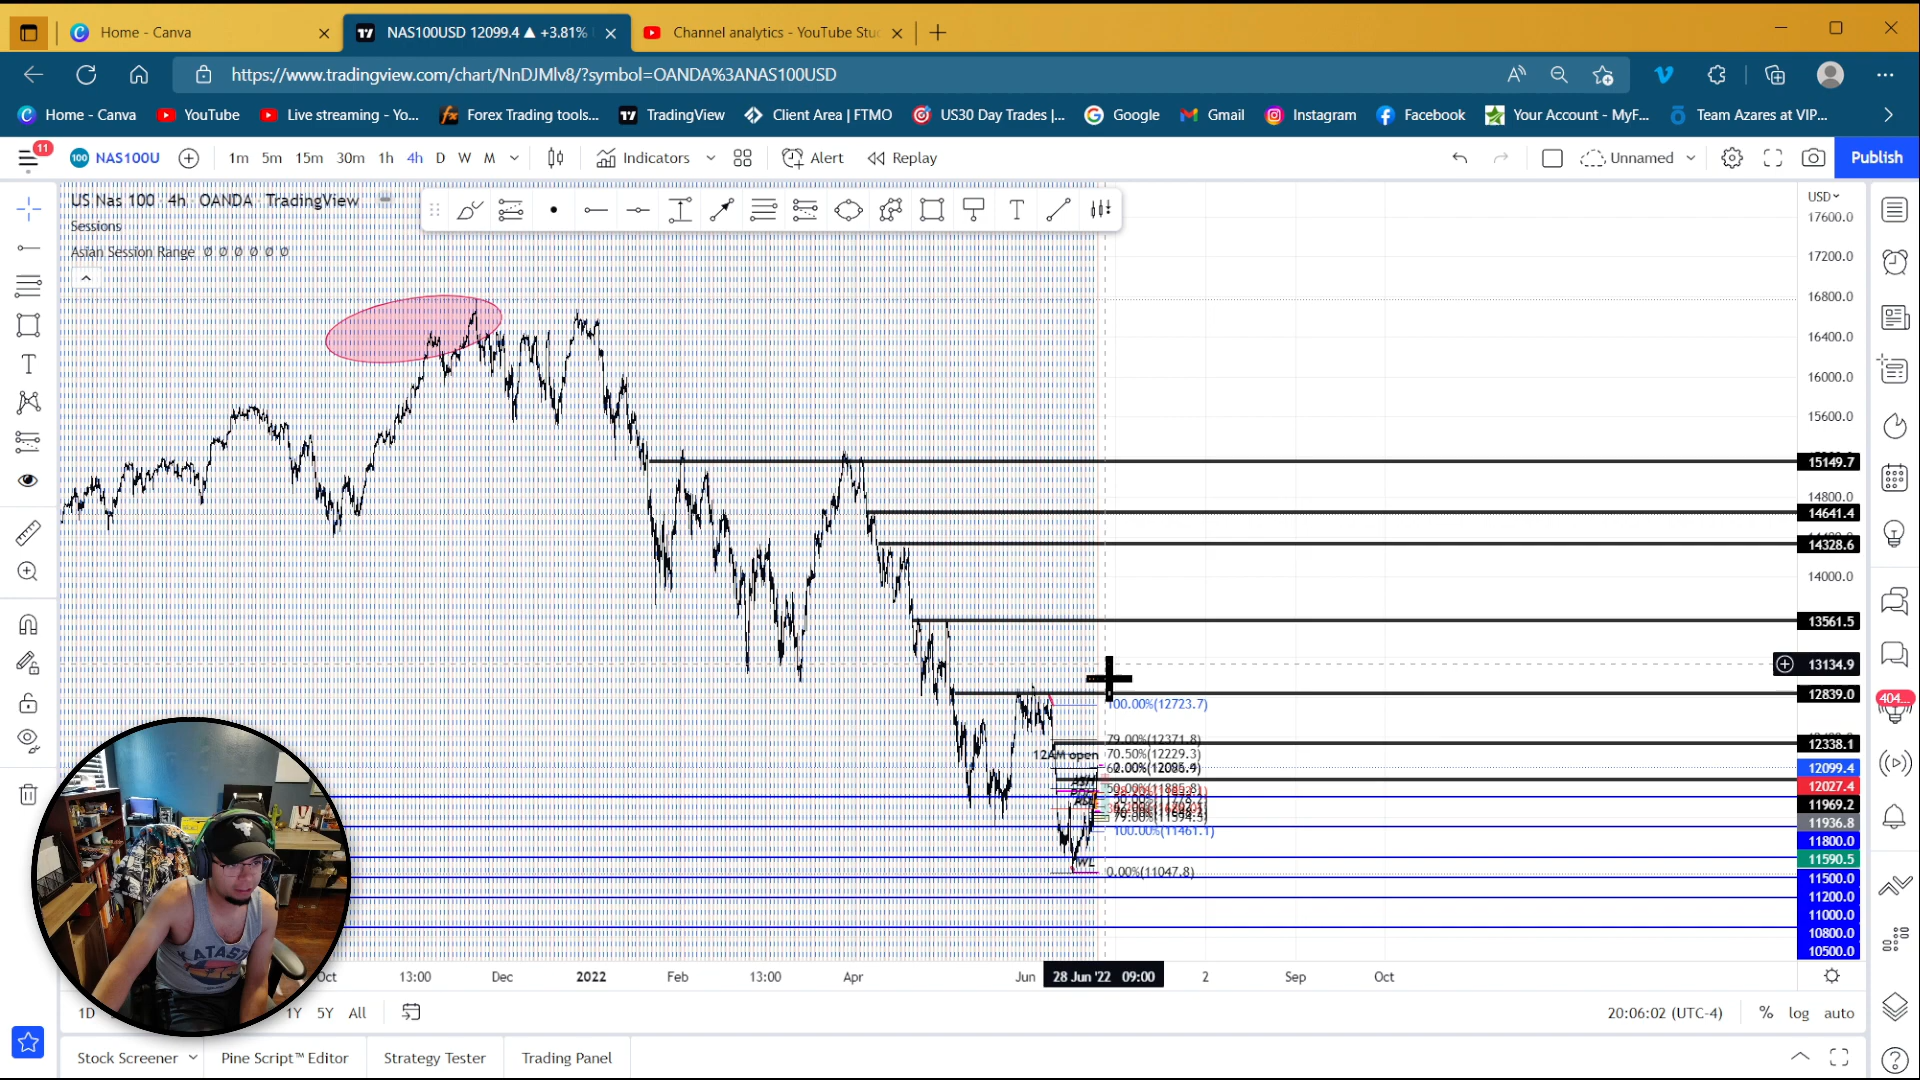 Home - Canva
NAS100USD 12099.4 ▲ +3.81%
Channel analytics - YouTube Stu
https://www.tradingview.com/chart/NnDJMlv8/?symbol=OANDA%3ANAS100USD
Home - Canva YouTube Live streaming - Yo... Forex Trading tools... TradingView Client Area | FTMO US30 Day Trades |... Google Gmail Instagram Facebook Your Account - MyF... Team Azares at VIP...
11
100 NAS100U 1m 5m 15m 30m 1h 4h D W M Indicators Alert Replay Unnamed Publish
US Nas 100 · 4h · OANDA · TradingView
Sessions
Asian Session Range ∅ ∅ ∅ ∅ ∅ ∅
USD
17600.0
17200.0
16800.0
16400.0
16000.0
15600.0
15149.7
14800.0
14641.4
14328.6
14000.0
13561.5
13134.9
12839.0
404...
100.00%(12723.7)
79.00%(12371.8)
12338.1
12AM open
70.50%(12229.3)
12099.4
12027.4
11969.2
11936.8
11800.0
100.00%(11461.1)
11590.5
WL
0.00%(11047.8)
11500.0
11200.0
11000.0
10800.0
10500.0
KATAST
Oct 13:00 Dec 2022 Feb 13:00 Apr Jun 28 Jun '22 09:00 2 Sep Oct
1D 1Y 5Y All
20:06:02 (UTC-4) % log auto
Stock Screener Pine Script™ Editor Strategy Tester Trading Panel